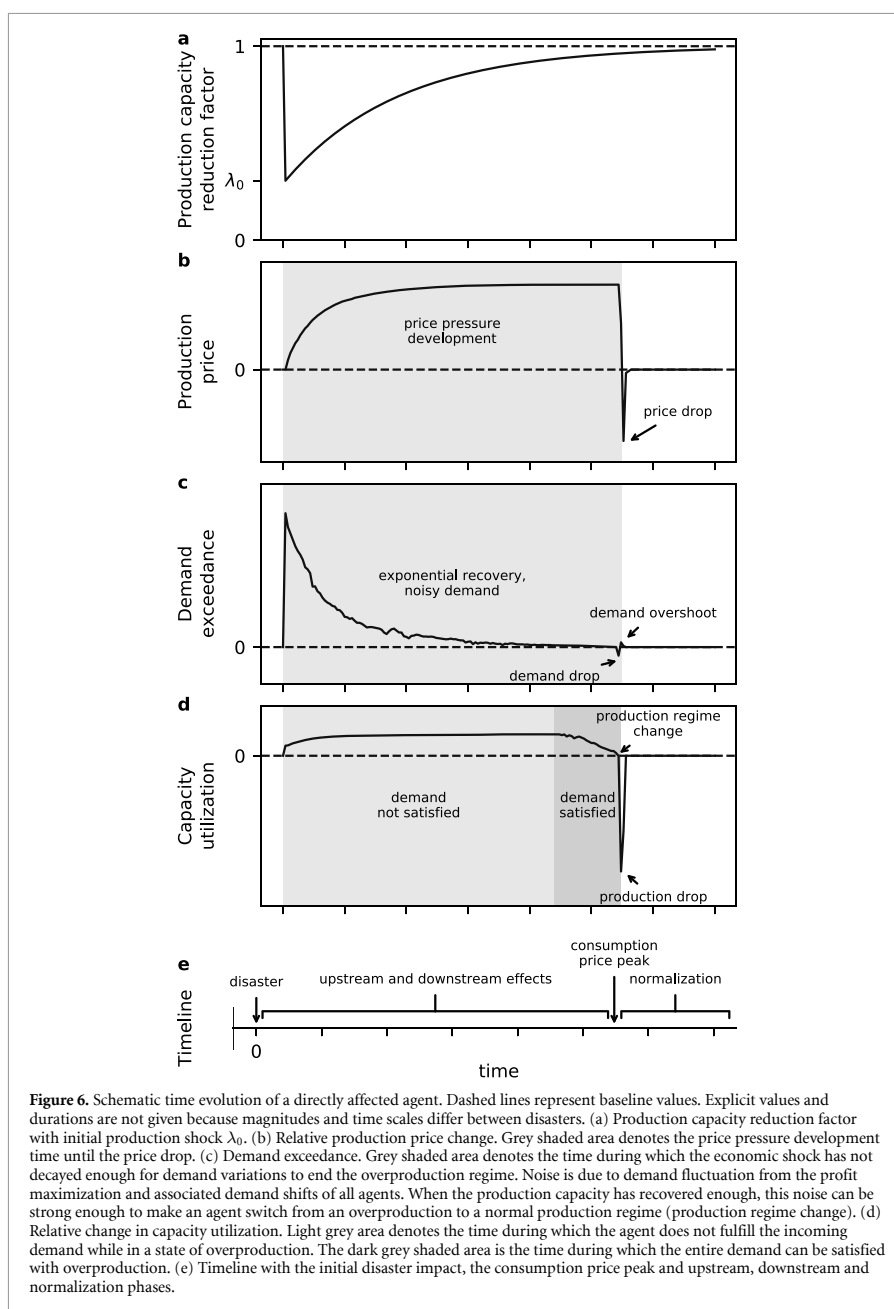 a
1
λ0
0
Production capacity
reduction factor
b
0
Production
price
price pressure
development
price drop
c
0
Demand
exceedance
exponential recovery,
noisy demand
demand overshoot
demand drop
d
0
Capacity
utilization
production regime
change
demand
not satisfied
demand
satisfied
production drop
e
Timeline
disaster
upstream and downstream effects
consumption
price peak
normalization
0
time
Figure 6. Schematic time evolution of a directly affected agent. Dashed lines represent baseline values. Explicit values and
durations are not given because magnitudes and time scales differ between disasters. (a) Production capacity reduction factor
with initial production shock λ0. (b) Relative production price change. Grey shaded area denotes the price pressure development
time until the price drop. (c) Demand exceedance. Grey shaded area denotes the time during which the economic shock has not
decayed enough for demand variations to end the overproduction regime. Noise is due to demand fluctuation from the profit
maximization and associated demand shifts of all agents. When the production capacity has recovered enough, this noise can be
strong enough to make an agent switch from an overproduction to a normal production regime (production regime change). (d)
Relative change in capacity utilization. Light grey area denotes the time during which the agent does not fulfill the incoming
demand while in a state of overproduction. The dark grey shaded area is the time during which the entire demand can be satisfied
with overproduction. (e) Timeline with the initial disaster impact, the consumption price peak and upstream, downstream and
normalization phases.